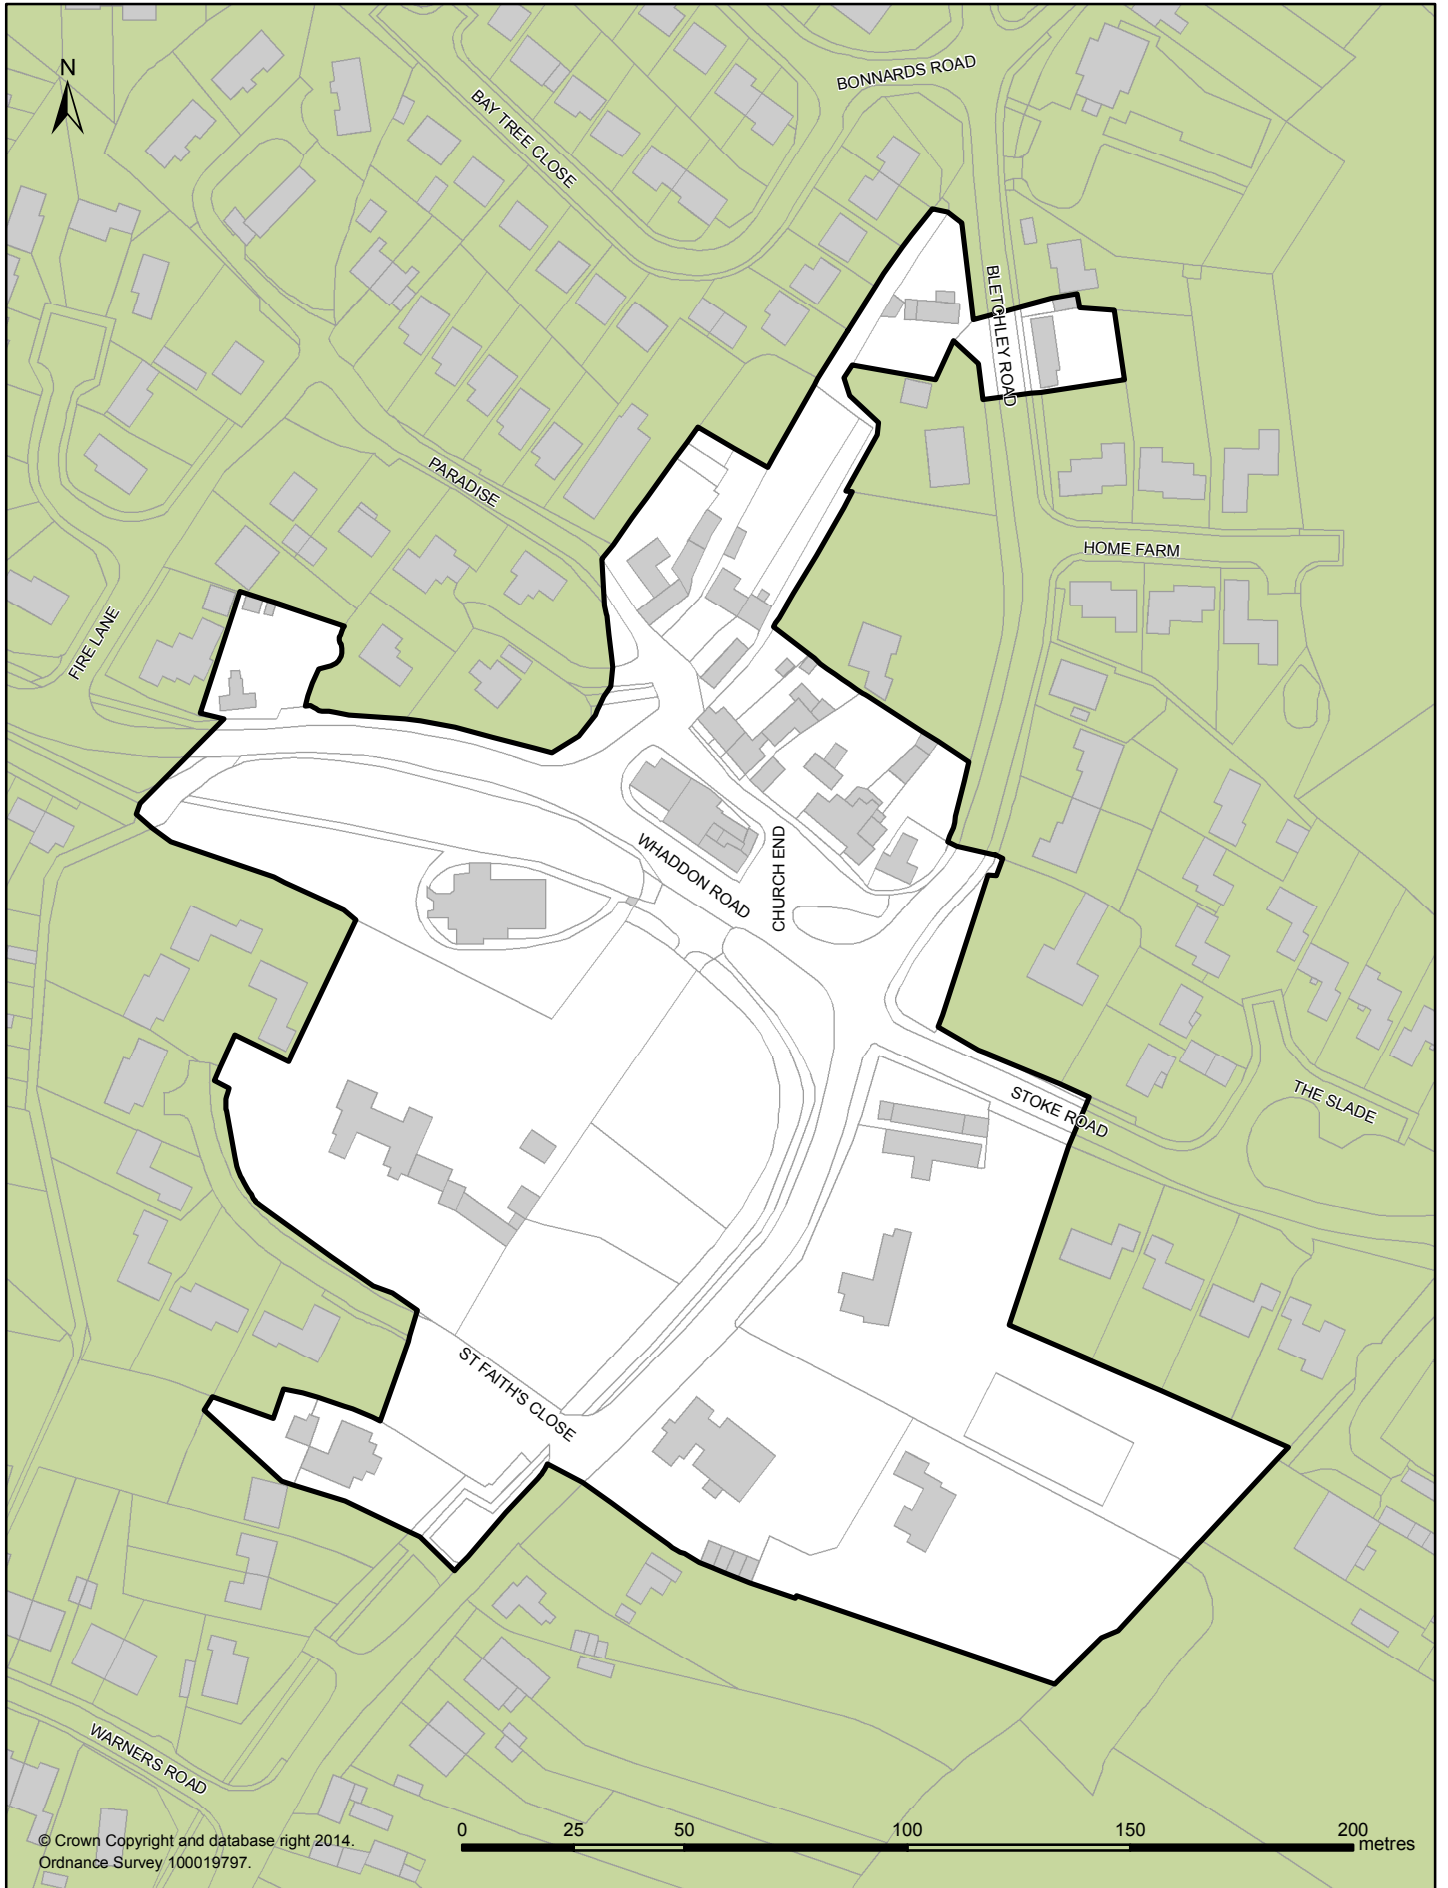 N
BONNARDS ROAD
BAY TREE CLOSE
BLETCHLEY ROAD
PARADISE
HOME FARM
FIRE LANE
WHADDON ROAD
CHURCH END
STOKE ROAD
THE SLADE
ST FAITH'S CLOSE
WARNERS ROAD
0 25 50 100 150 200
metres
© Crown Copyright and database right 2014.
Ordnance Survey 100019797.